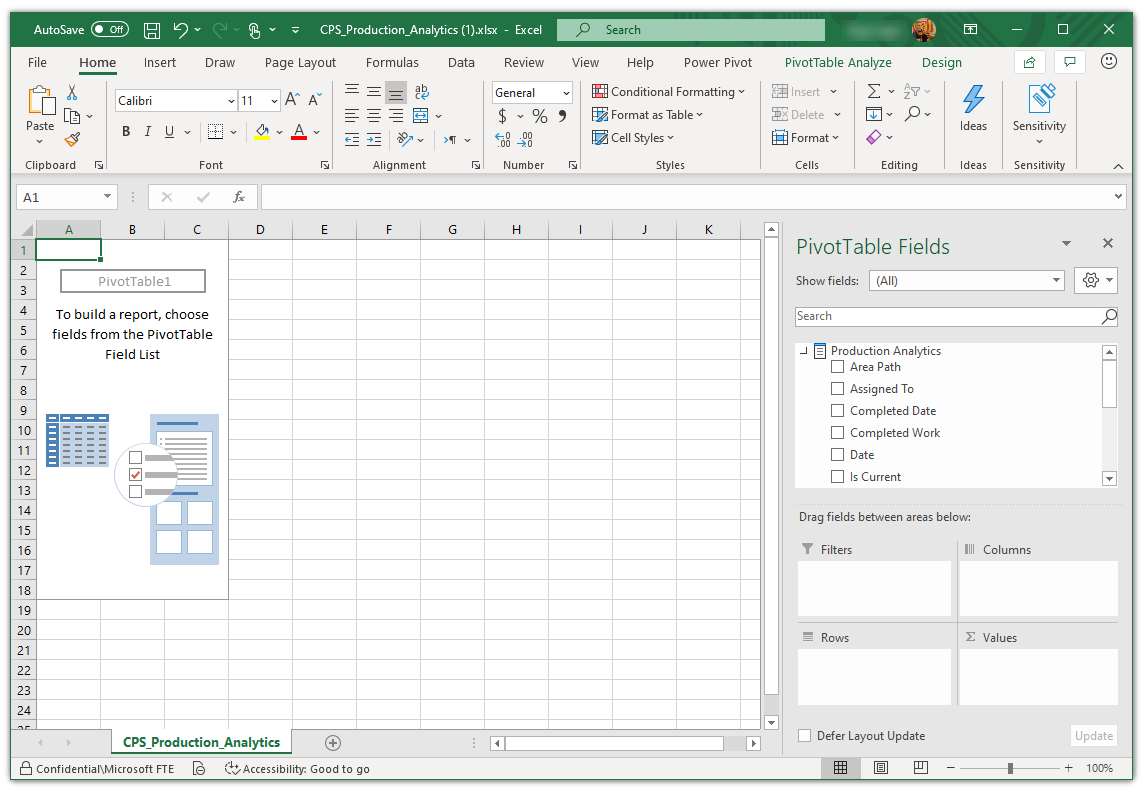 AutoSave Off CPS_Production_Analytics (1).xlsx - Excel Search
File Home Insert Draw Page Layout Formulas Data Review View Help Power Pivot PivotTable Analyze Design
Paste
Calibri 11
B I U A
ab
General
$ % 9
Conditional Formatting
Format as Table
Cell Styles
Insert
Delete
Format
Ideas
Sensitivity
Clipboard Font Alignment Number Styles Cells Editing Ideas Sensitivity
A1 fx
A B C D E F G H I J K
1
2
3
4
5
6
7
8
9
10
11
12
13
14
15
16
17
18
19
20
21
22
23
24
25
PivotTable1
To build a report, choose
fields from the PivotTable
Field List
PivotTable Fields
Show fields: (All)
Search
Production Analytics
Area Path
Assigned To
Completed Date
Completed Work
Date
Is Current
Drag fields between areas below:
Filters Columns
Rows Σ Values
Defer Layout Update Update
CPS_Production_Analytics
Confidential\Microsoft FTE Accessibility: Good to go 100%